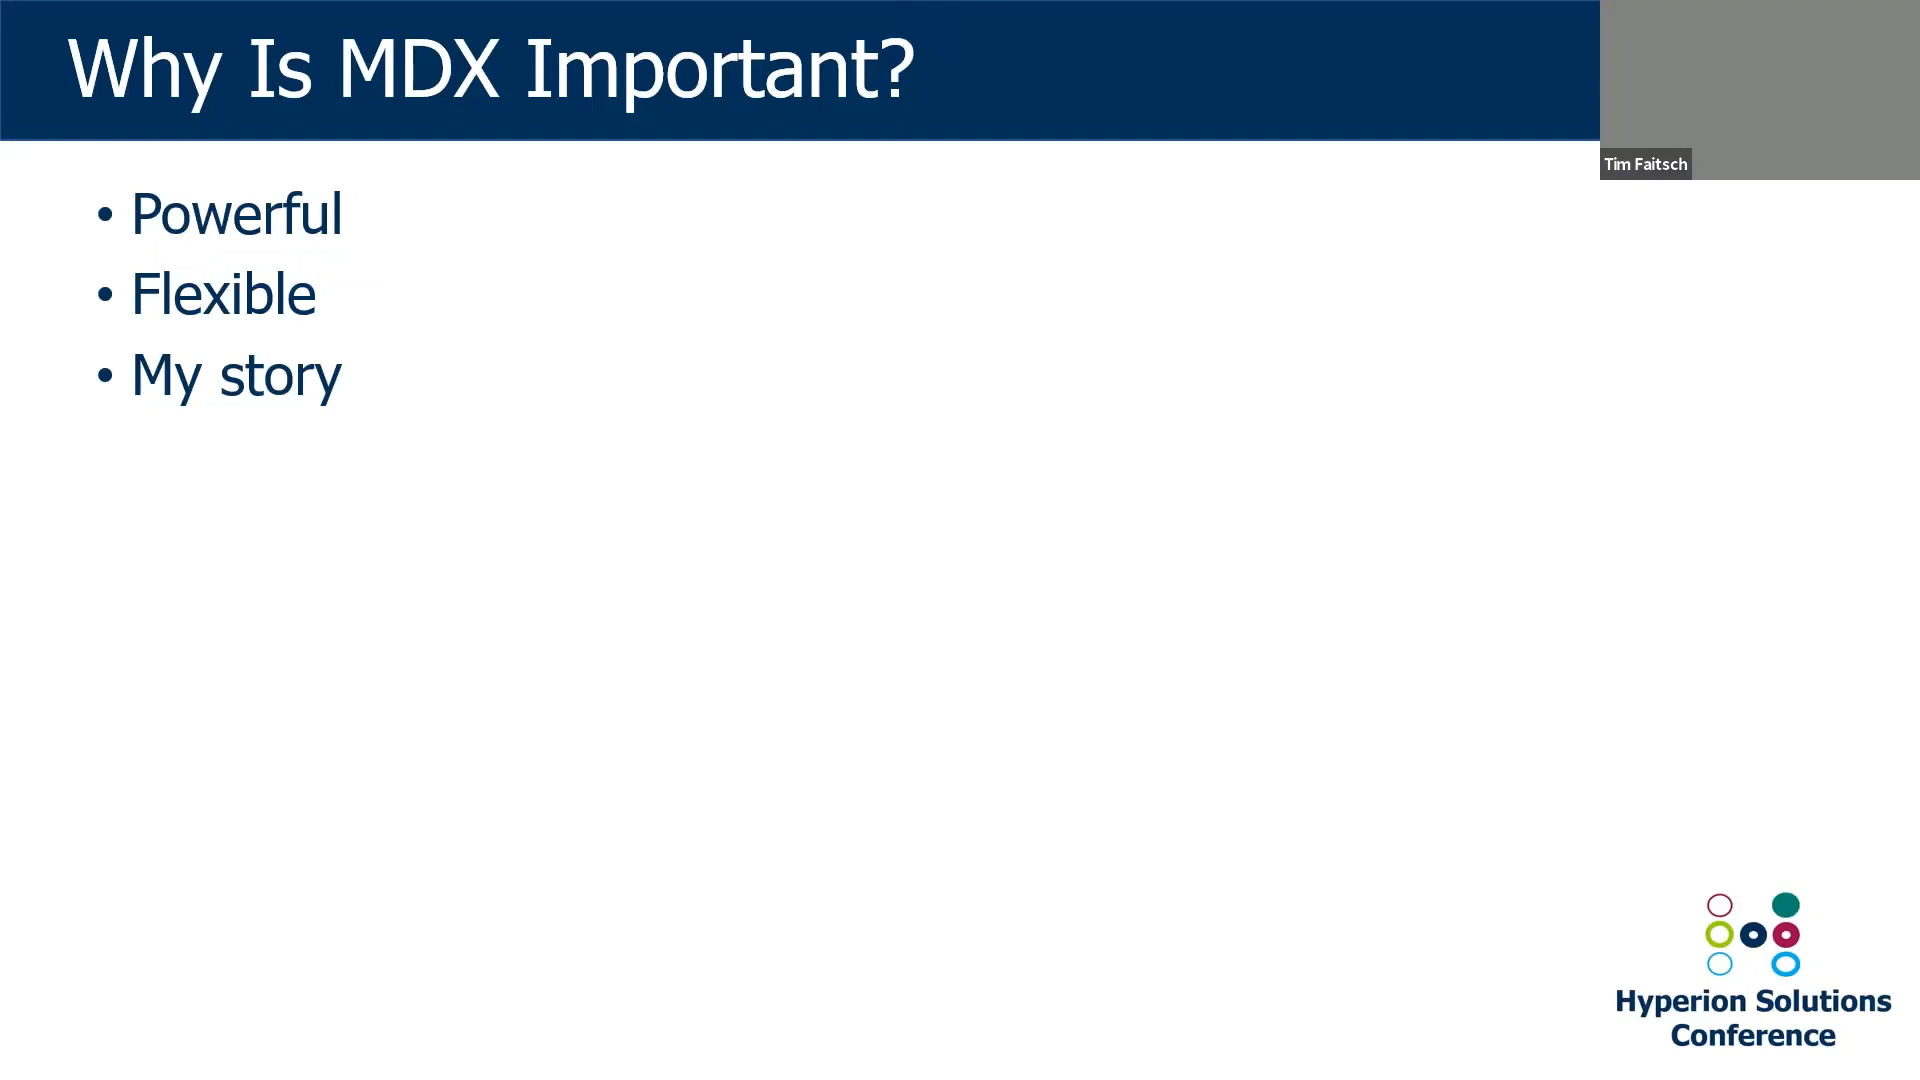 Why Is MDX Important?
Tim Faitsch
• Powerful
• Flexible
• My story
Hyperion Solutions
Conference